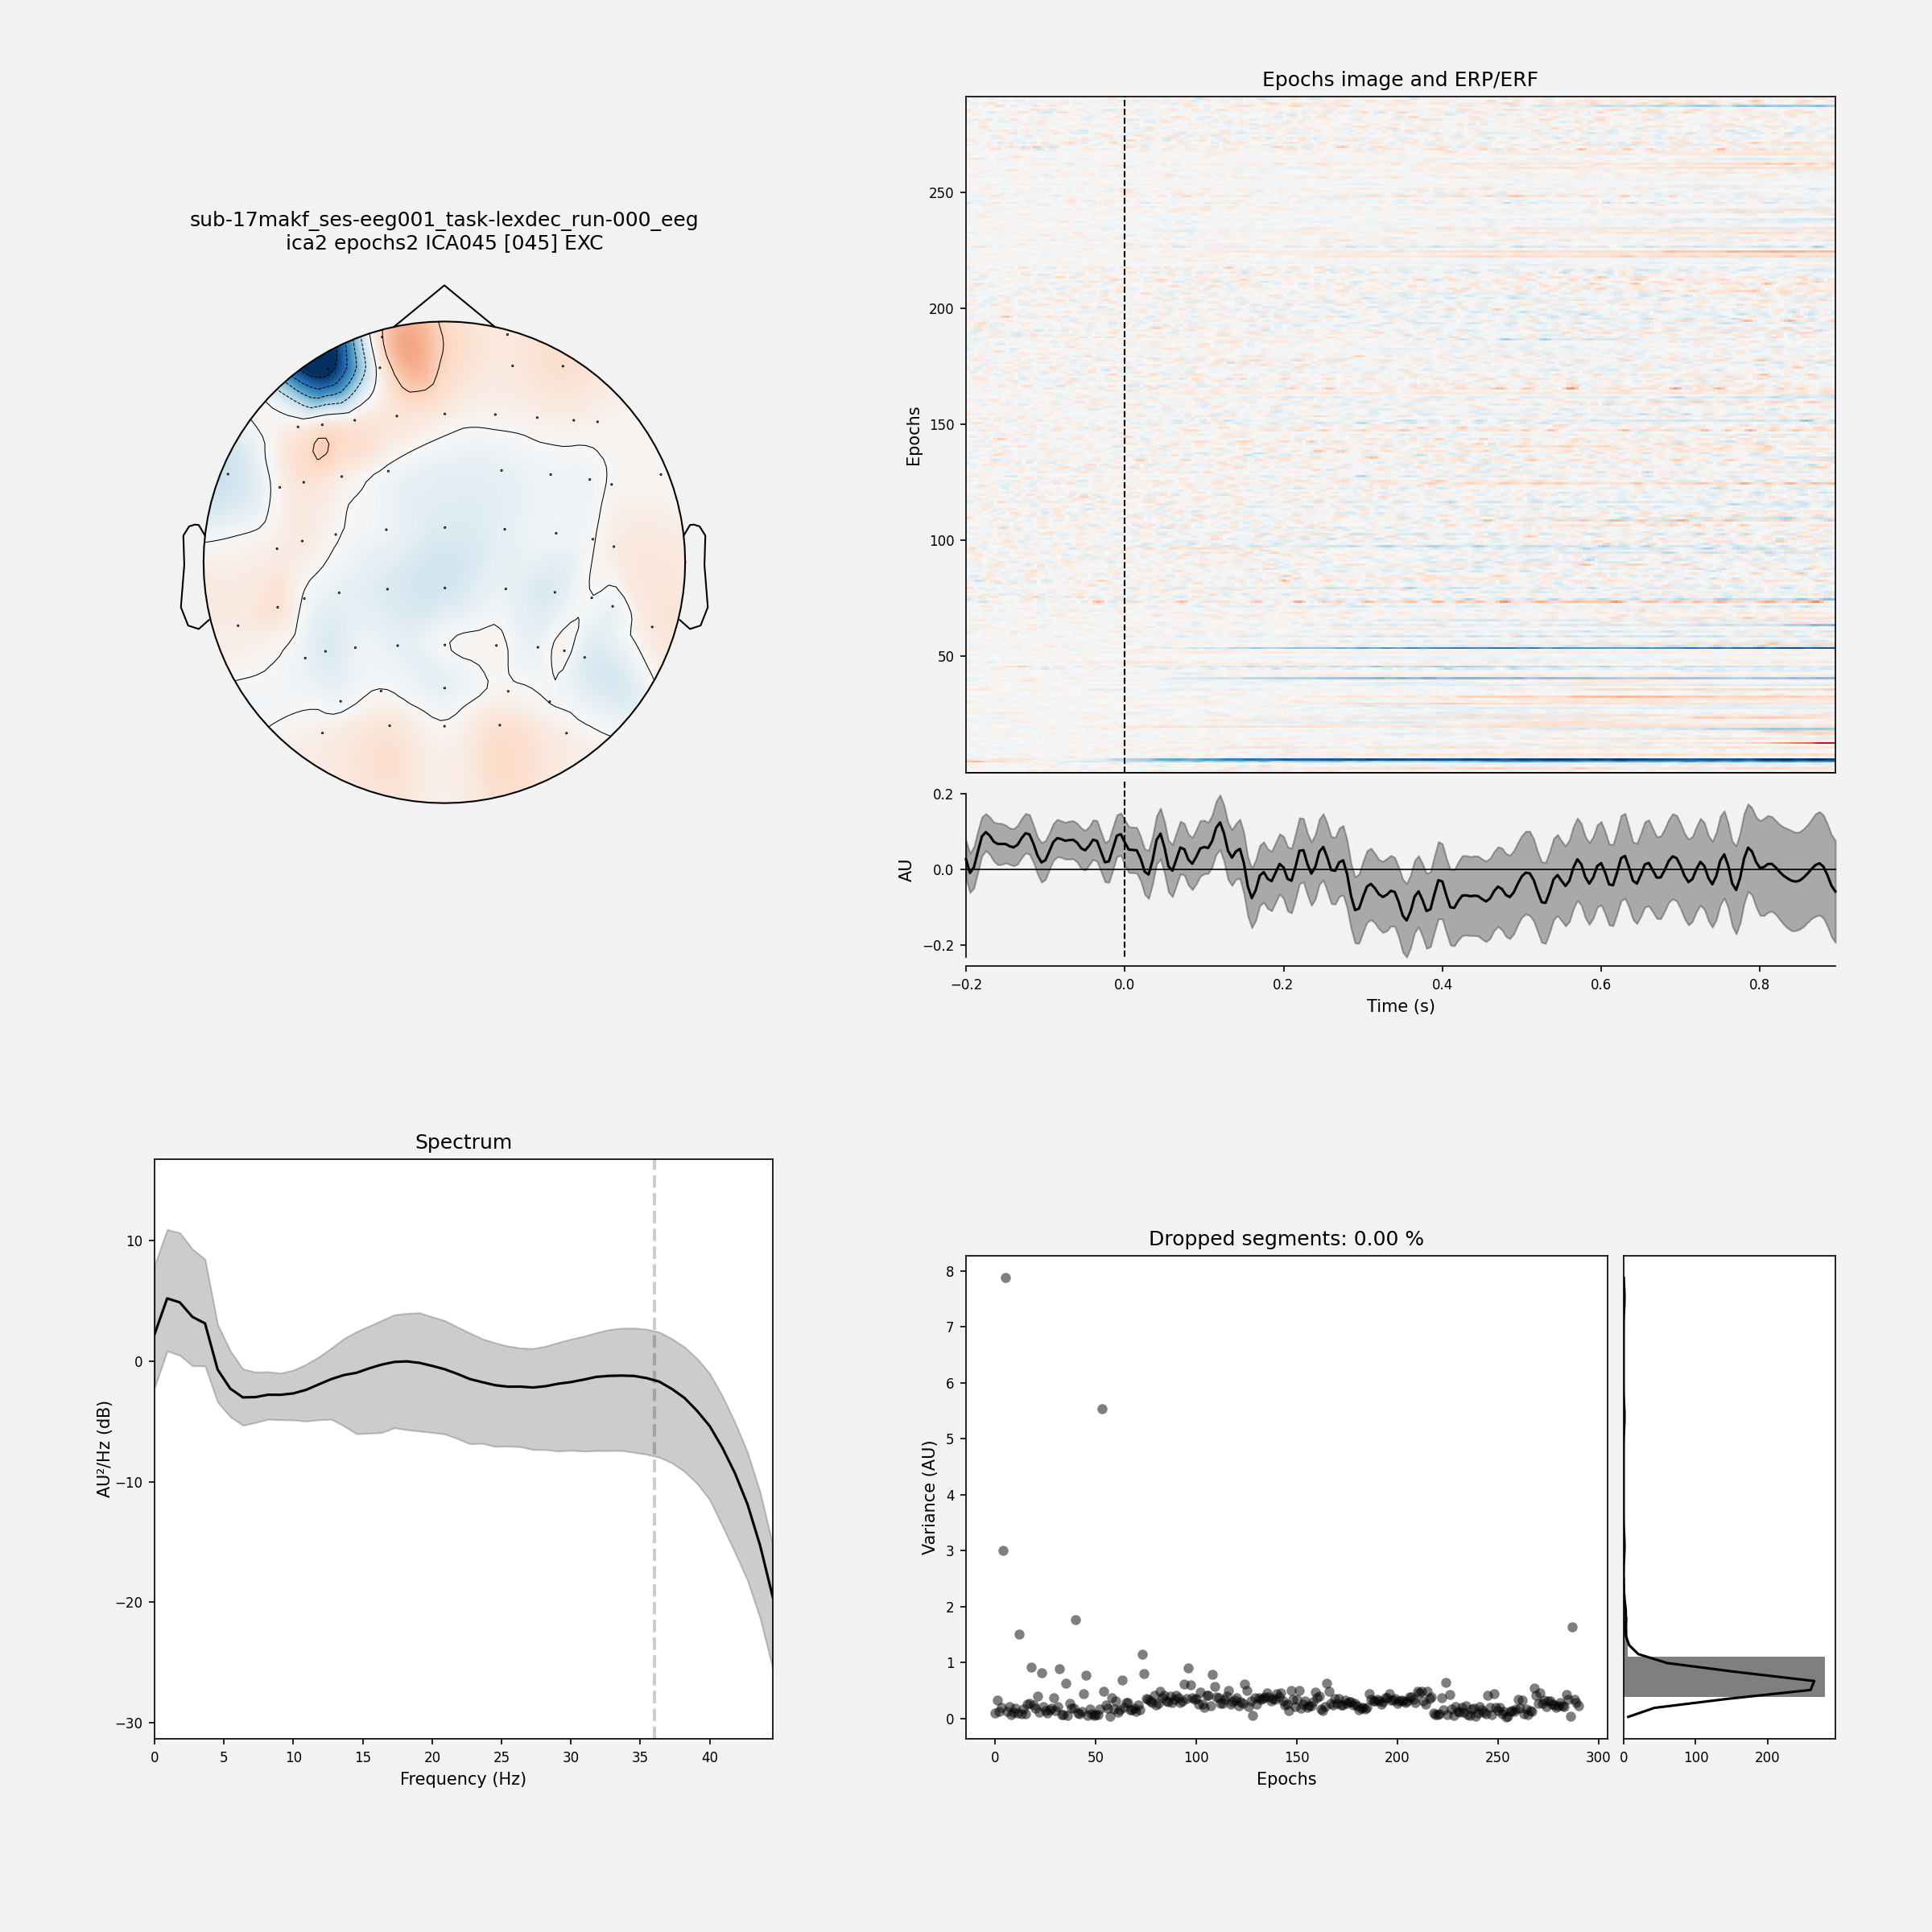 sub-17makf_ses-eeg001_task-lexdec_run-000_eeg
ica2 epochs2 ICA045 [045] EXC
Epochs image and ERP/ERF
Epochs
250
200
150
100
50
AU
0.2
0.0
−0.2
−0.2 0.0 0.2 0.4 0.6 0.8
Time (s)
Spectrum
AU²/Hz (dB)
10
0
−10
−20
−30
0 5 10 15 20 25 30 35 40
Frequency (Hz)
Dropped segments: 0.00 %
Variance (AU)
8
7
6
5
4
3
2
1
0
0 50 100 150 200 250 300
Epochs
0 100 200